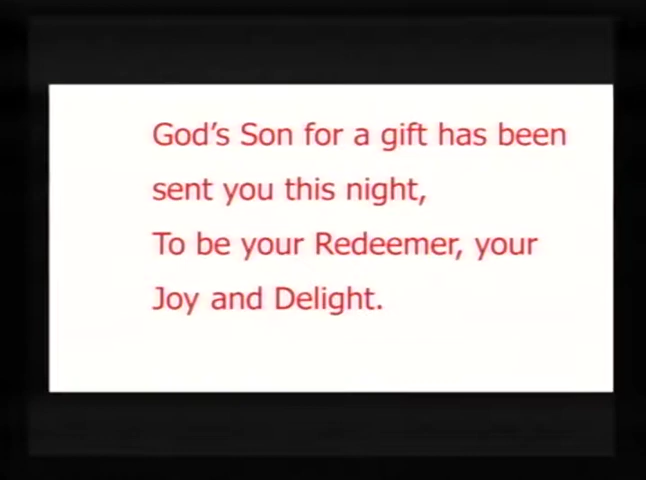 God's Son for a gift has been
sent you this night,
To be your Redeemer, your
Joy and Delight.